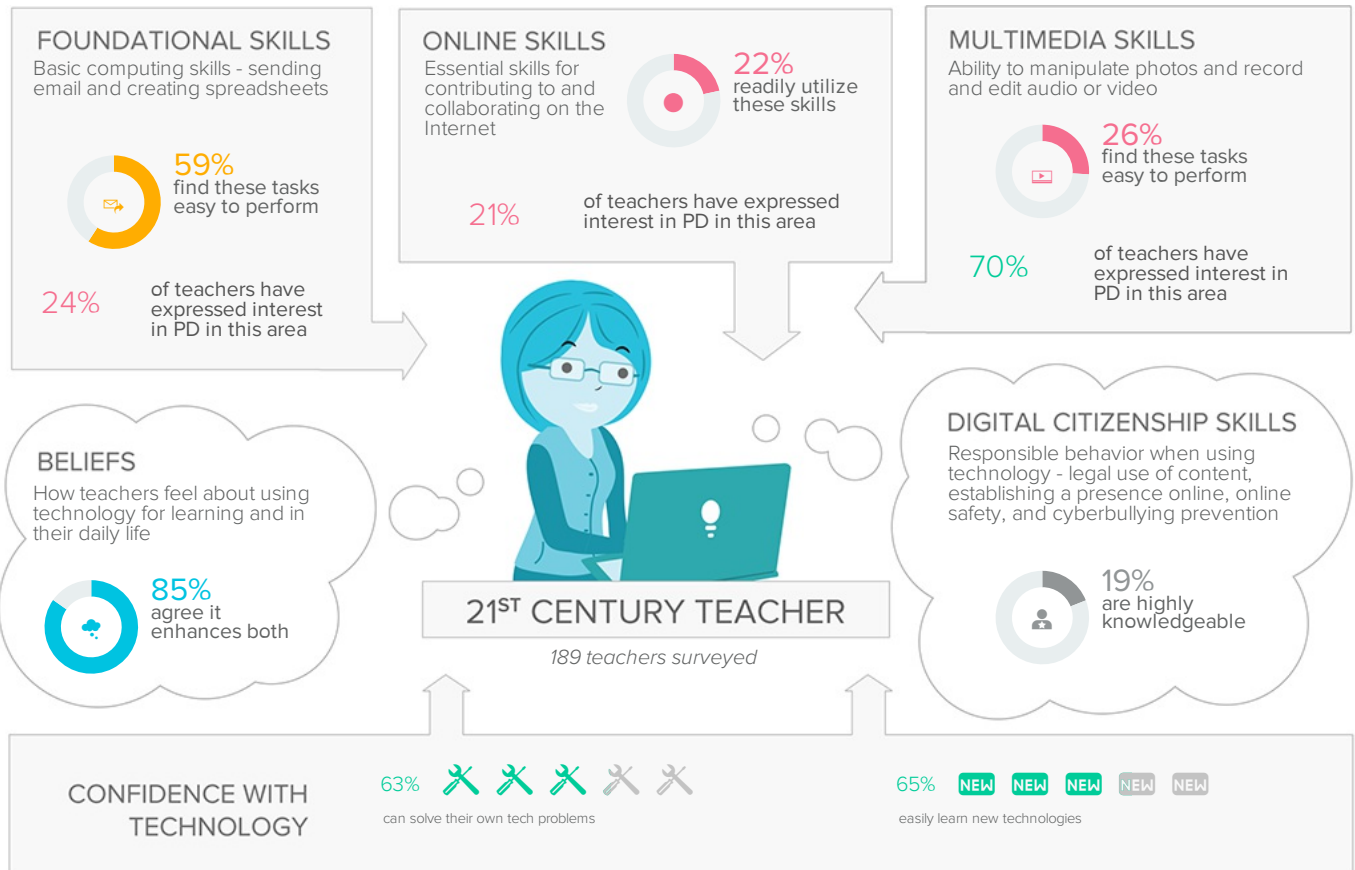 FOUNDATIONAL SKILLS
Basic computing skills - sending
email and creating spreadsheets
59%
find these tasks
easy to perform
24%
of teachers have
expressed interest
in PD in this area
ONLINE SKILLS
Essential skills for
contributing to and
collaborating on the
Internet
22%
readily utilize
these skills
21%
of teachers have expressed
interest in PD in this area
MULTIMEDIA SKILLS
Ability to manipulate photos and record
and edit audio or video
26%
find these tasks
easy to perform
70%
of teachers have
expressed interest in
PD in this area
BELIEFS
How teachers feel about using
technology for learning and in
their daily life
85%
agree it
enhances both
DIGITAL CITIZENSHIP SKILLS
Responsible behavior when using
technology - legal use of content,
establishing a presence online, online
safety, and cyberbullying prevention
19%
are highly
knowledgeable
21ST CENTURY TEACHER
189 teachers surveyed
CONFIDENCE WITH
TECHNOLOGY
63%
can solve their own tech problems
65% NEW NEW NEW NEW NEW
easily learn new technologies